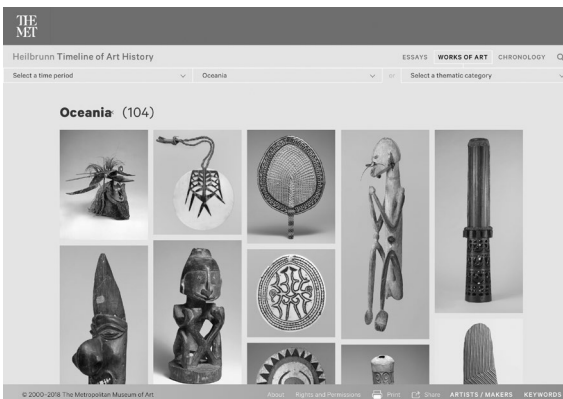 THE
MET
Heilbrunn Timeline of Art History
ESSAYS WORKS OF ART CHRONOLOGY
Select a time period Oceania or Select a thematic category
Oceania (104)
© 2000–2018 The Metropolitan Museum of Art About Rights and Permissions Print Share ARTISTS / MAKERS KEYWORDS